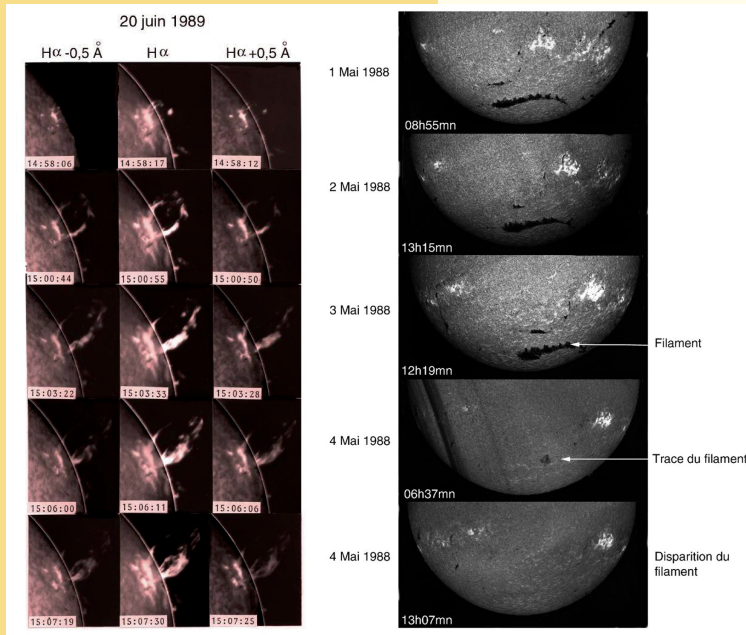 20 juin 1989
Hα -0,5 Å
Hα
Hα +0,5 Å
14:58:06
14:58:17
14:58:12
15:00:44
15:00:55
15:00:50
15:03:22
15:03:33
15:03:28
15:06:00
15:06:11
15:06:06
15:07:19
15:07:30
15:07:25
1 Mai 1988
08h55mn
2 Mai 1988
13h15mn
3 Mai 1988
12h19mn
Filament
4 Mai 1988
06h37mn
Trace du filament
4 Mai 1988
13h07mn
Disparition du
filament